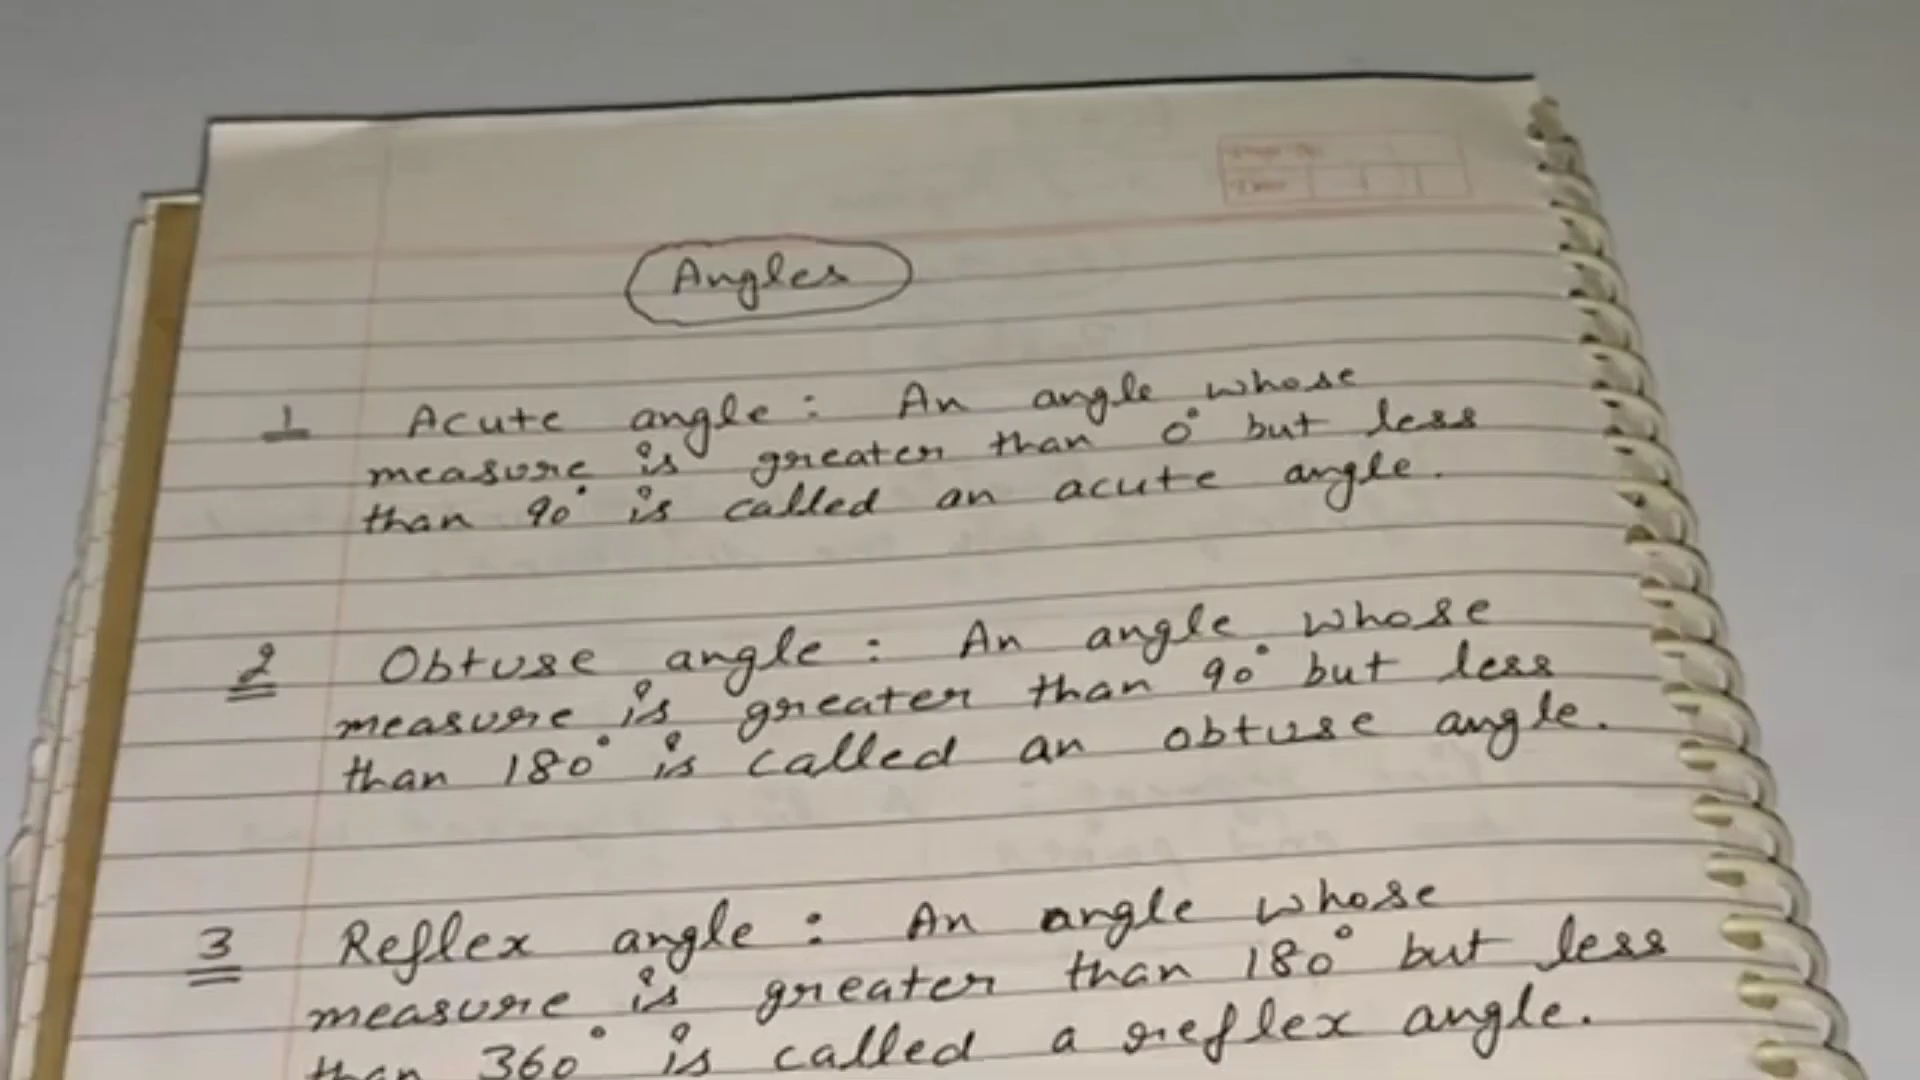 Angles
1 Acute angle : An angle whose
measure is greater than 0° but less
than 90° is called an acute angle.
2 Obtuse angle : An angle whose
measure is greater than 90° but less
than 180° is called an obtuse angle.
3 Reflex angle : An angle whose
measure is greater than 180° but less
than 360° is called a reflex angle.